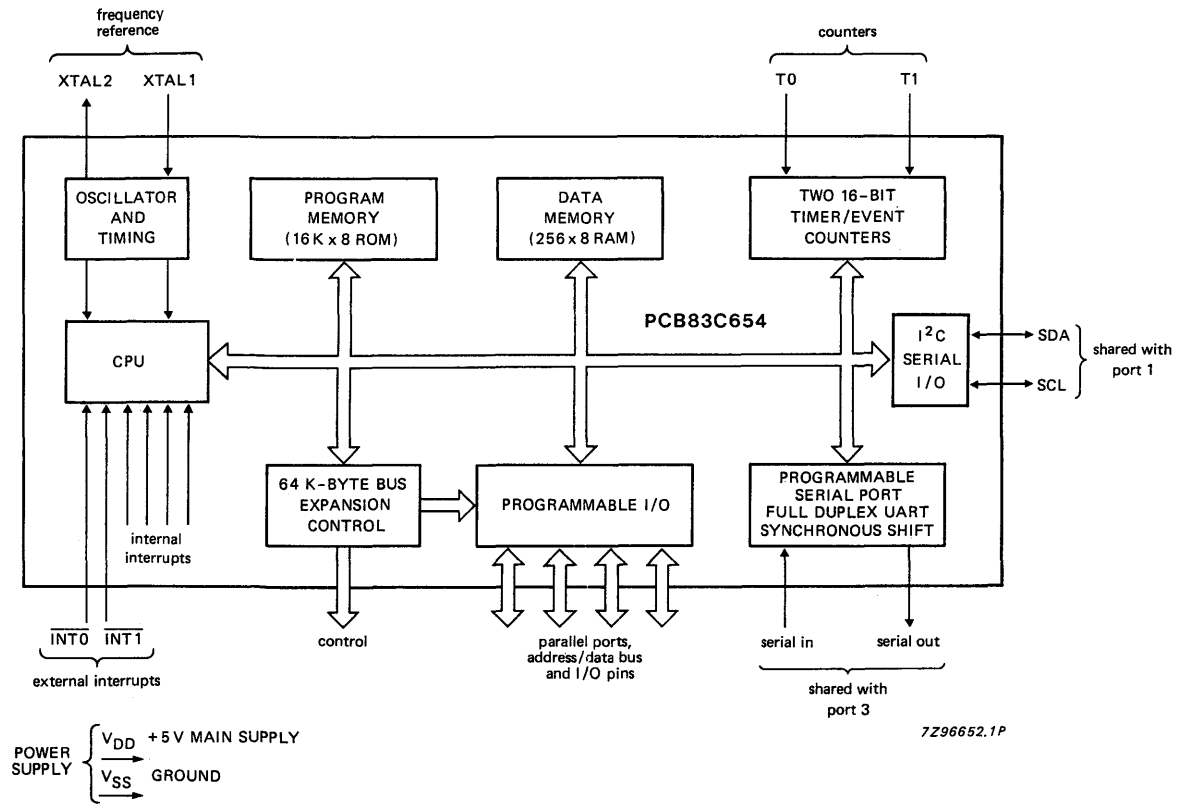 frequency
reference
counters
XTAL2 XTAL1
T0 T1
OSCILLATOR
AND
TIMING
PROGRAM
MEMORY
(16K x 8 ROM)
DATA
MEMORY
(256 x 8 RAM)
TWO 16-BIT
TIMER/EVENT
COUNTERS
PCB83C654
CPU
I²C
SERIAL
I/O
SDA
SCL
shared with
port 1
64 K-BYTE BUS
EXPANSION
CONTROL
PROGRAMMABLE I/O
PROGRAMMABLE
SERIAL PORT
FULL DUPLEX UART
SYNCHRONOUS SHIFT
internal
interrupts
INT0 INT1
external interrupts
control
parallel ports,
address/data bus
and I/O pins
serial in serial out
shared with
port 3
7Z96652.1P
POWER
SUPPLY
VDD +5 V MAIN SUPPLY
VSS GROUND